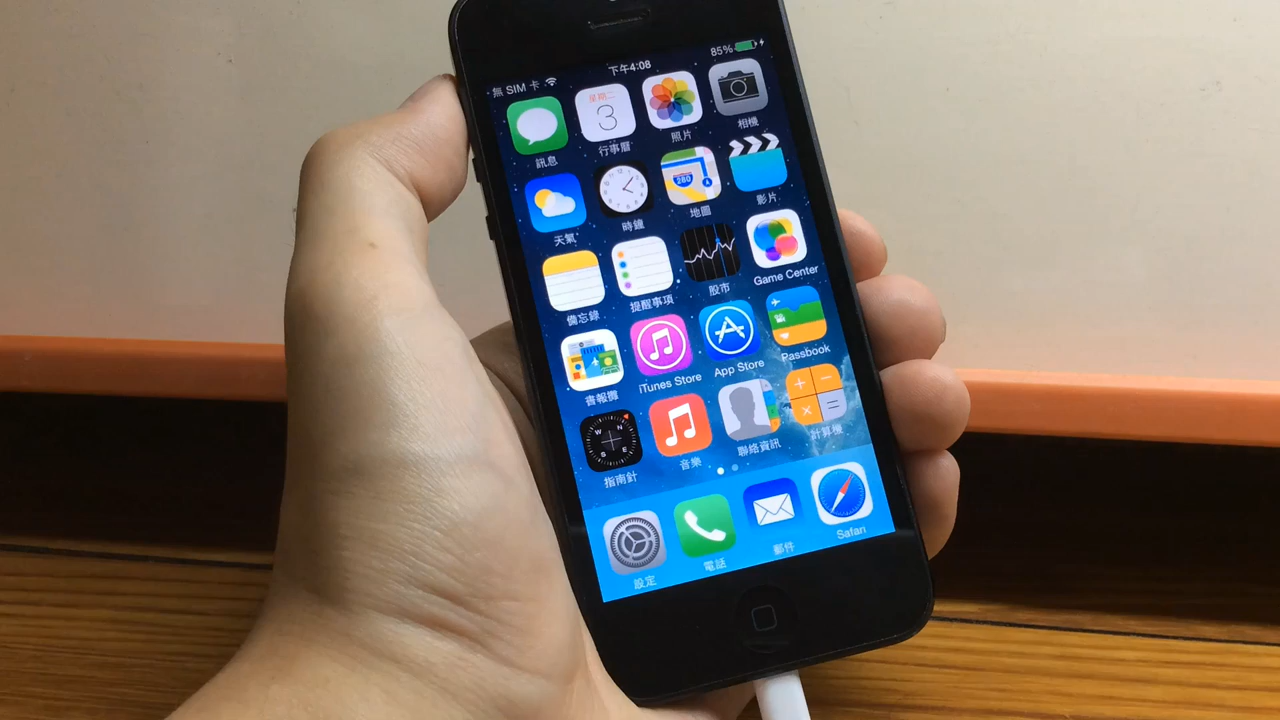 無 SIM 卡 下午4:08 85%
星期二
3
訊息 行事曆 照片 相機
280
天氣 時鐘 地圖 影片
備忘錄 提醒事項 股市 Game Center
書報攤 iTunes Store App Store Passbook
N
W
E
S
指南針 音樂 聯絡資訊 計算機
設定 電話 郵件 Safari